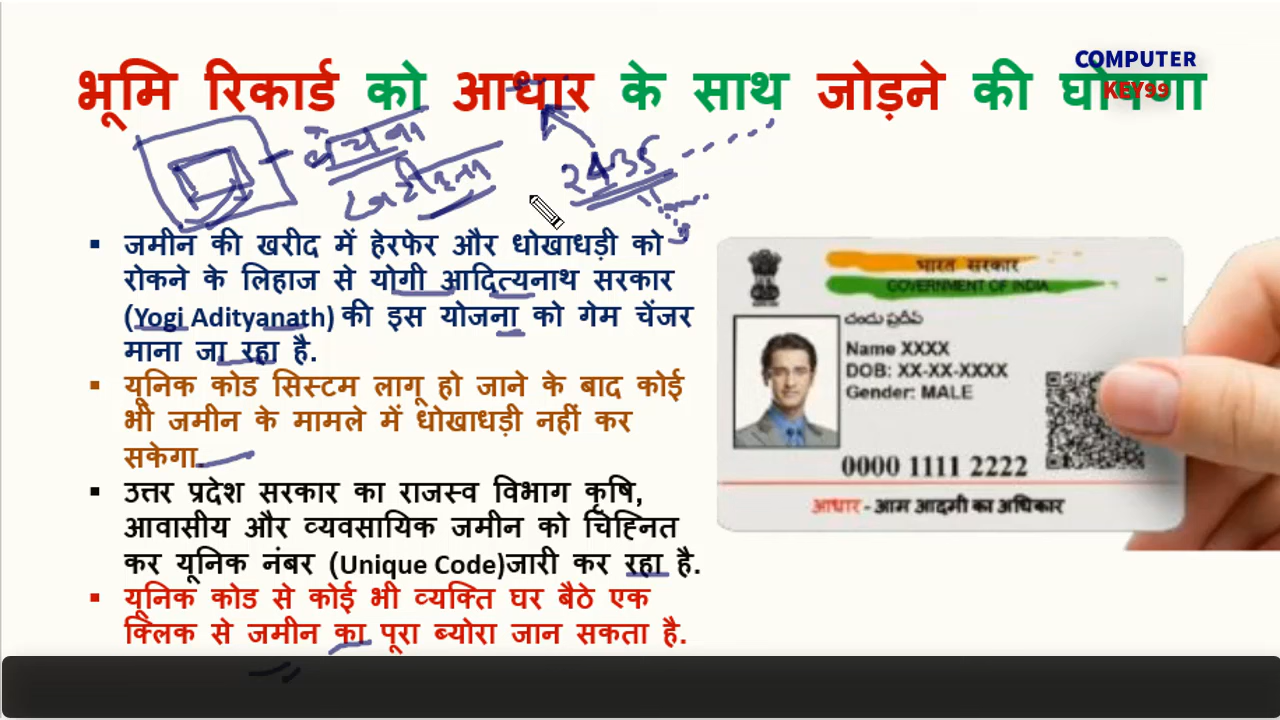 COMPUTER
KEY99
भूमि रिकार्ड को आधार के साथ जोड़ने की घोषणा
2435
▪ जमीन की खरीद में हेरफेर और धोखाधड़ी को
रोकने के लिहाज से योगी आदित्यनाथ सरकार
(Yogi Adityanath) की इस योजना को गेम चेंजर
माना जा रहा है.
▪ यूनिक कोड सिस्टम लागू हो जाने के बाद कोई
भी जमीन के मामले में धोखाधड़ी नहीं कर
सकेगा.
▪ उत्तर प्रदेश सरकार का राजस्व विभाग कृषि,
आवासीय और व्यवसायिक जमीन को चिह्नित
कर यूनिक नंबर (Unique Code)जारी कर रहा है.
▪ यूनिक कोड से कोई भी व्यक्ति घर बैठे एक
क्लिक से जमीन का पूरा ब्योरा जान सकता है.
भारत सरकार
GOVERNMENT OF INDIA
చందు ప్రదీప్
Name XXXX
DOB: XX-XX-XXXX
Gender: MALE
0000 1111 2222
आधार - आम आदमी का अधिकार